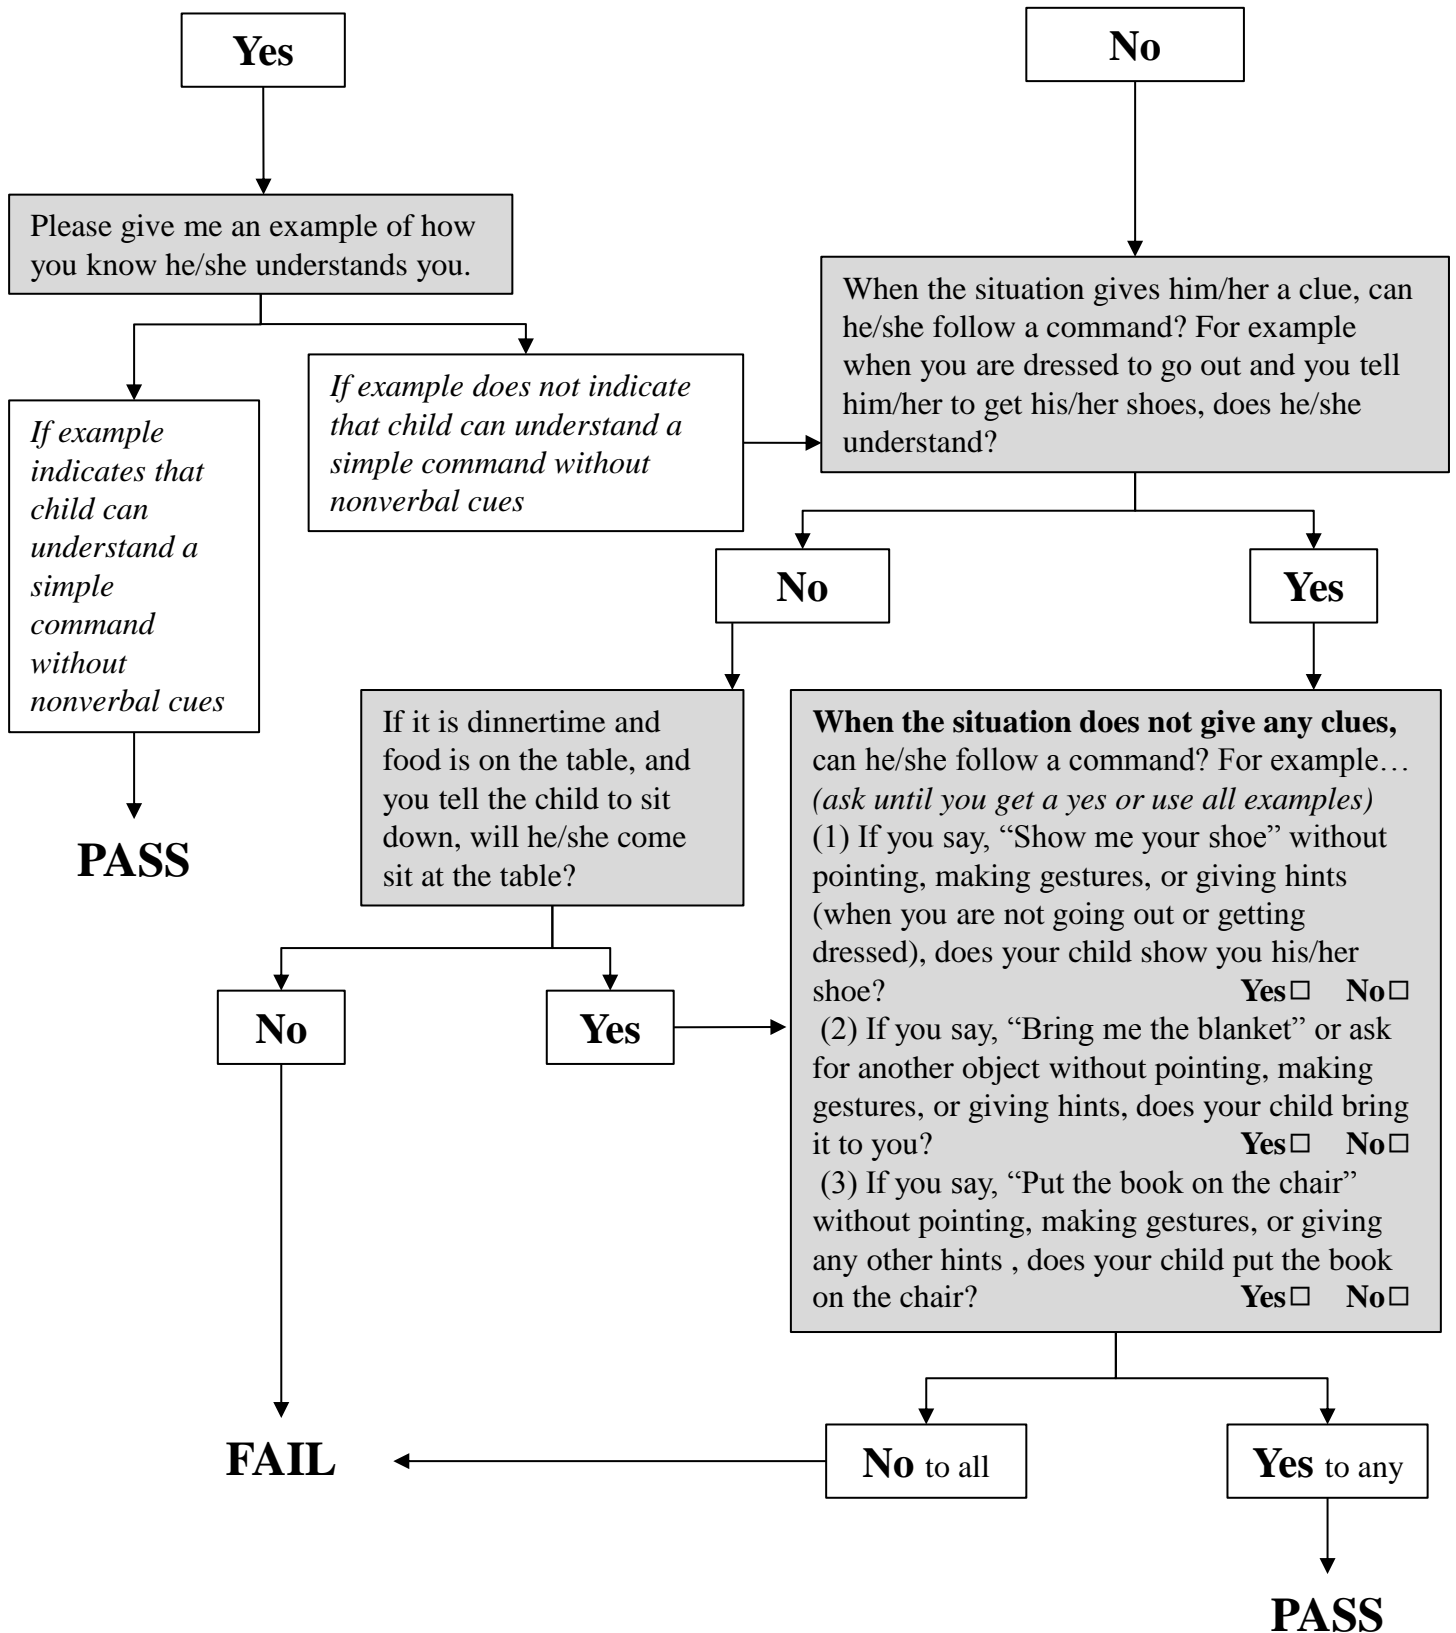 Yes
No
Please give me an example of how
you know he/she understands you.
When the situation gives him/her a clue, can
he/she follow a command? For example
when you are dressed to go out and you tell
him/her to get his/her shoes, does he/she
understand?
If example does not indicate
that child can understand a
simple command without
nonverbal cues
If example
indicates that
child can
understand a
simple
command
without
nonverbal cues
No
Yes
If it is dinnertime and
food is on the table, and
you tell the child to sit
down, will he/she come
sit at the table?
When the situation does not give any clues,
can he/she follow a command? For example…
(ask until you get a yes or use all examples)
(1) If you say, “Show me your shoe” without
pointing, making gestures, or giving hints
(when you are not going out or getting
dressed), does your child show you his/her
shoe? Yes□ No□
(2) If you say, “Bring me the blanket” or ask
for another object without pointing, making
gestures, or giving hints, does your child bring
it to you? Yes□ No□
(3) If you say, “Put the book on the chair”
without pointing, making gestures, or giving
any other hints , does your child put the book
on the chair? Yes□ No□
PASS
No
Yes
FAIL
No to all
Yes to any
PASS